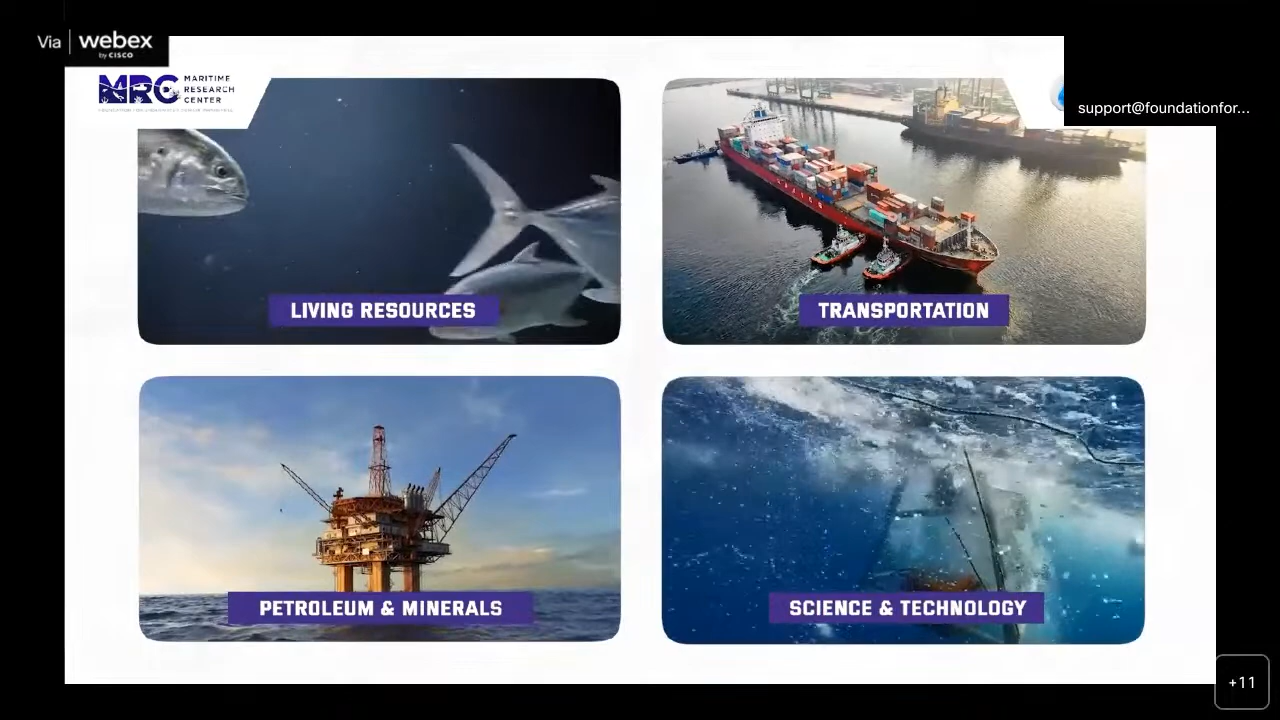 Via webex
by CISCO
MRC MARITIME
RESEARCH
CENTER
support@foundationfor...
LIVING RESOURCES
TRANSPORTATION
PETROLEUM & MINERALS
SCIENCE & TECHNOLOGY
+11